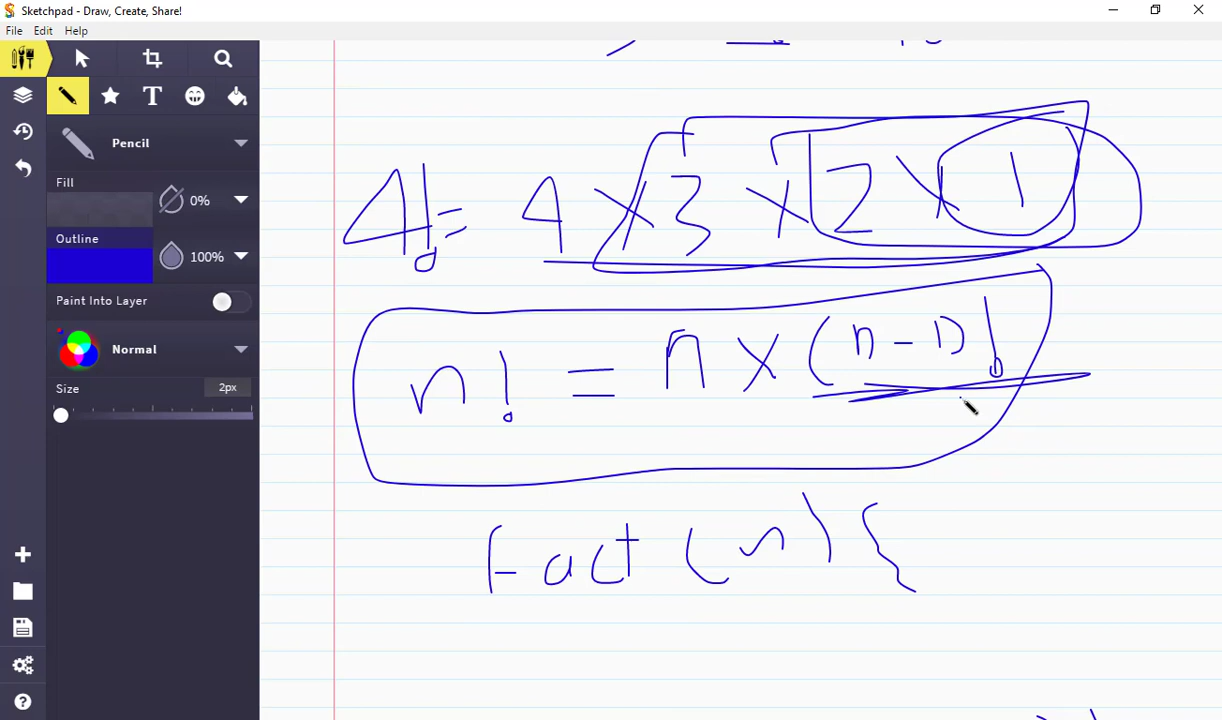 Sketchpad - Draw, Create, Share!
File Edit Help
Pencil
Fill
0%
Outline
100%
Paint Into Layer
Normal
Size
2px
4! = 4 x 3 x 2 x 1
n! = n x (n-1)!
Fact (n) {